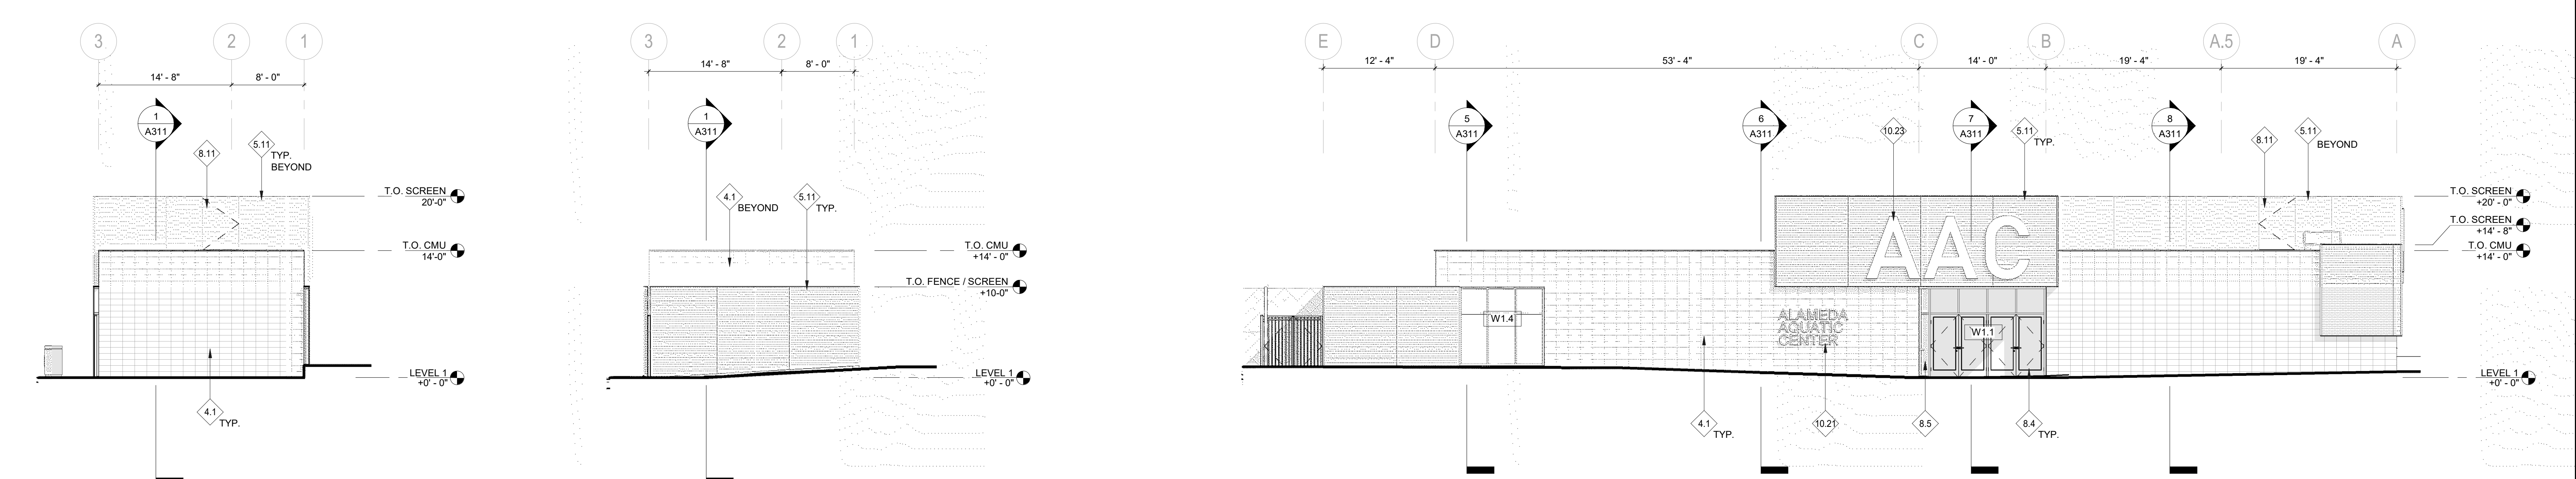 3
2
1
14' - 8"
8' - 0"
1
A311
8.11
5.11
TYP.
BEYOND
T.O. SCREEN
20'-0"
T.O. CMU
14'-0"
LEVEL 1
+0' - 0"
4.1
TYP.
3
2
1
14' - 8"
8' - 0"
1
A311
4.1
BEYOND
5.11
TYP.
T.O. CMU
+14' - 0"
T.O. FENCE / SCREEN
+10-0"
LEVEL 1
+0' - 0"
E
D
C
B
A.5
A
12' - 4"
53' - 4"
14' - 0"
19' - 4"
19' - 4"
5
A311
6
A311
10.23
7
A311
5.11
TYP.
8
A311
8.11
5.11
BEYOND
T.O. SCREEN
+20' - 0"
T.O. SCREEN
+14' - 8"
T.O. CMU
+14' - 0"
AAC
W1.4
ALAMEDA
AQUATIC
CENTER
W1.1
LEVEL 1
+0' - 0"
4.1
TYP.
10.21
8.5
8.4
TYP.